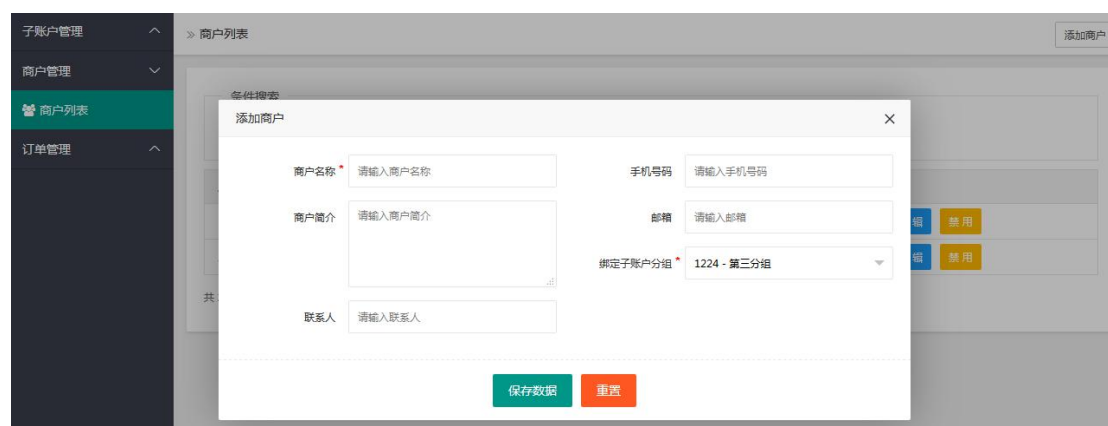 子账户管理
» 商户列表
添加商户
商户管理
商户列表
订单管理
条件搜索
添加商户
商户名称 *
请输入商户名称
手机号码
请输入手机号码
商户简介
请输入商户简介
邮箱
请输入邮箱
辑
禁用
绑定子账户分组 *
1224 - 第三分组
辑
禁用
共
联系人
请输入联系人
保存数据
重置